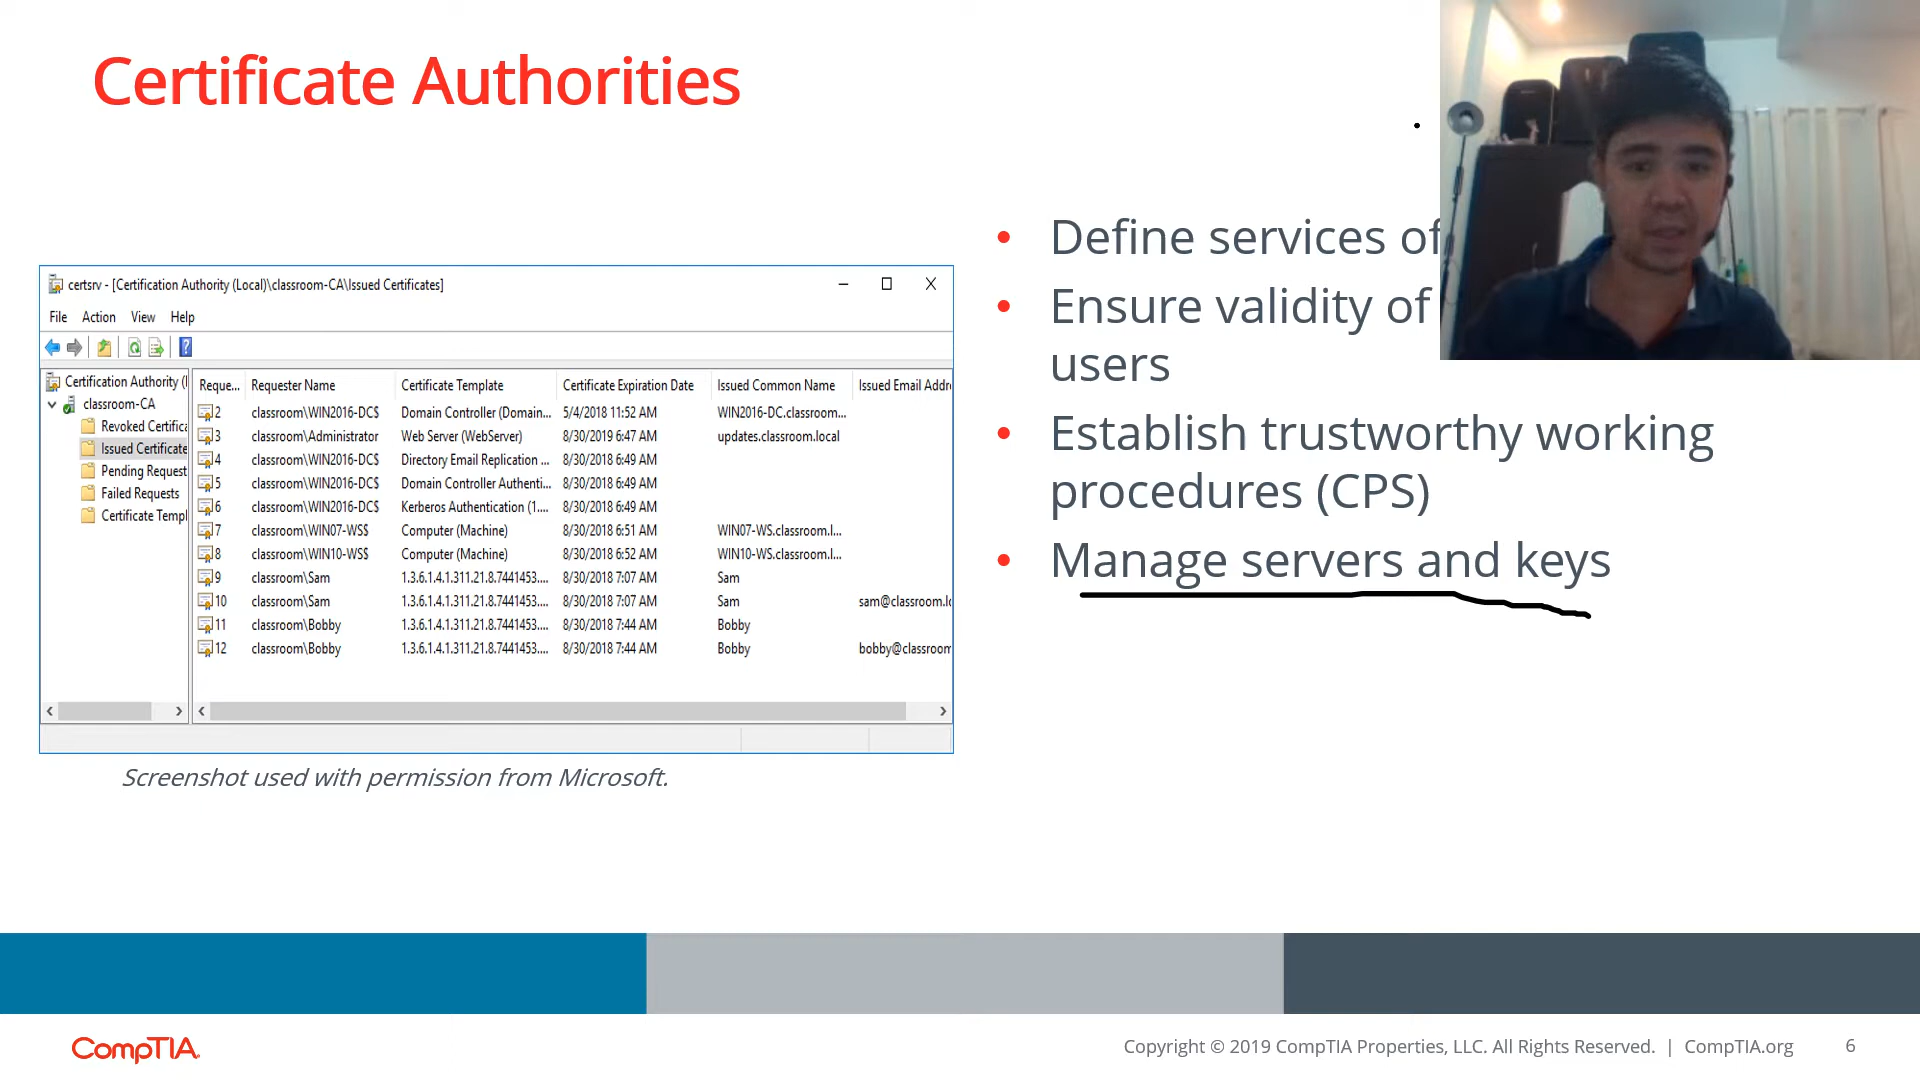 Certificate Authorities
Define services of
Ensure validity of
users
Establish trustworthy working
procedures (CPS)
Manage servers and keys
certsrv - [Certification Authority (Local)\classroom-CA\Issued Certificates]
File Action View Help
Certification Authority (
classroom-CA
Revoked Certifica
Issued Certificate
Pending Request
Failed Requests
Certificate Templ
Reque... Requester Name Certificate Template Certificate Expiration Date Issued Common Name Issued Email Addr
2 classroom\WIN2016-DC$ Domain Controller (Domain... 5/4/2018 11:52 AM WIN2016-DC.classroom...
3 classroom\Administrator Web Server (WebServer) 8/30/2019 6:47 AM updates.classroom.local
4 classroom\WIN2016-DC$ Directory Email Replication ... 8/30/2018 6:49 AM
5 classroom\WIN2016-DC$ Domain Controller Authenti... 8/30/2018 6:49 AM
6 classroom\WIN2016-DC$ Kerberos Authentication (1.... 8/30/2018 6:49 AM
7 classroom\WIN07-WS$ Computer (Machine) 8/30/2018 6:51 AM WIN07-WS.classroom.l...
8 classroom\WIN10-WS$ Computer (Machine) 8/30/2018 6:52 AM WIN10-WS.classroom.l...
9 classroom\Sam 1.3.6.1.4.1.311.21.8.7441453.... 8/30/2018 7:07 AM Sam
10 classroom\Sam 1.3.6.1.4.1.311.21.8.7441453.... 8/30/2018 7:07 AM Sam sam@classroom.lc
11 classroom\Bobby 1.3.6.1.4.1.311.21.8.7441453.... 8/30/2018 7:44 AM Bobby
12 classroom\Bobby 1.3.6.1.4.1.311.21.8.7441453.... 8/30/2018 7:44 AM Bobby bobby@classroom
Screenshot used with permission from Microsoft.
CompTIA.
Copyright © 2019 CompTIA Properties, LLC. All Rights Reserved. | CompTIA.org 6